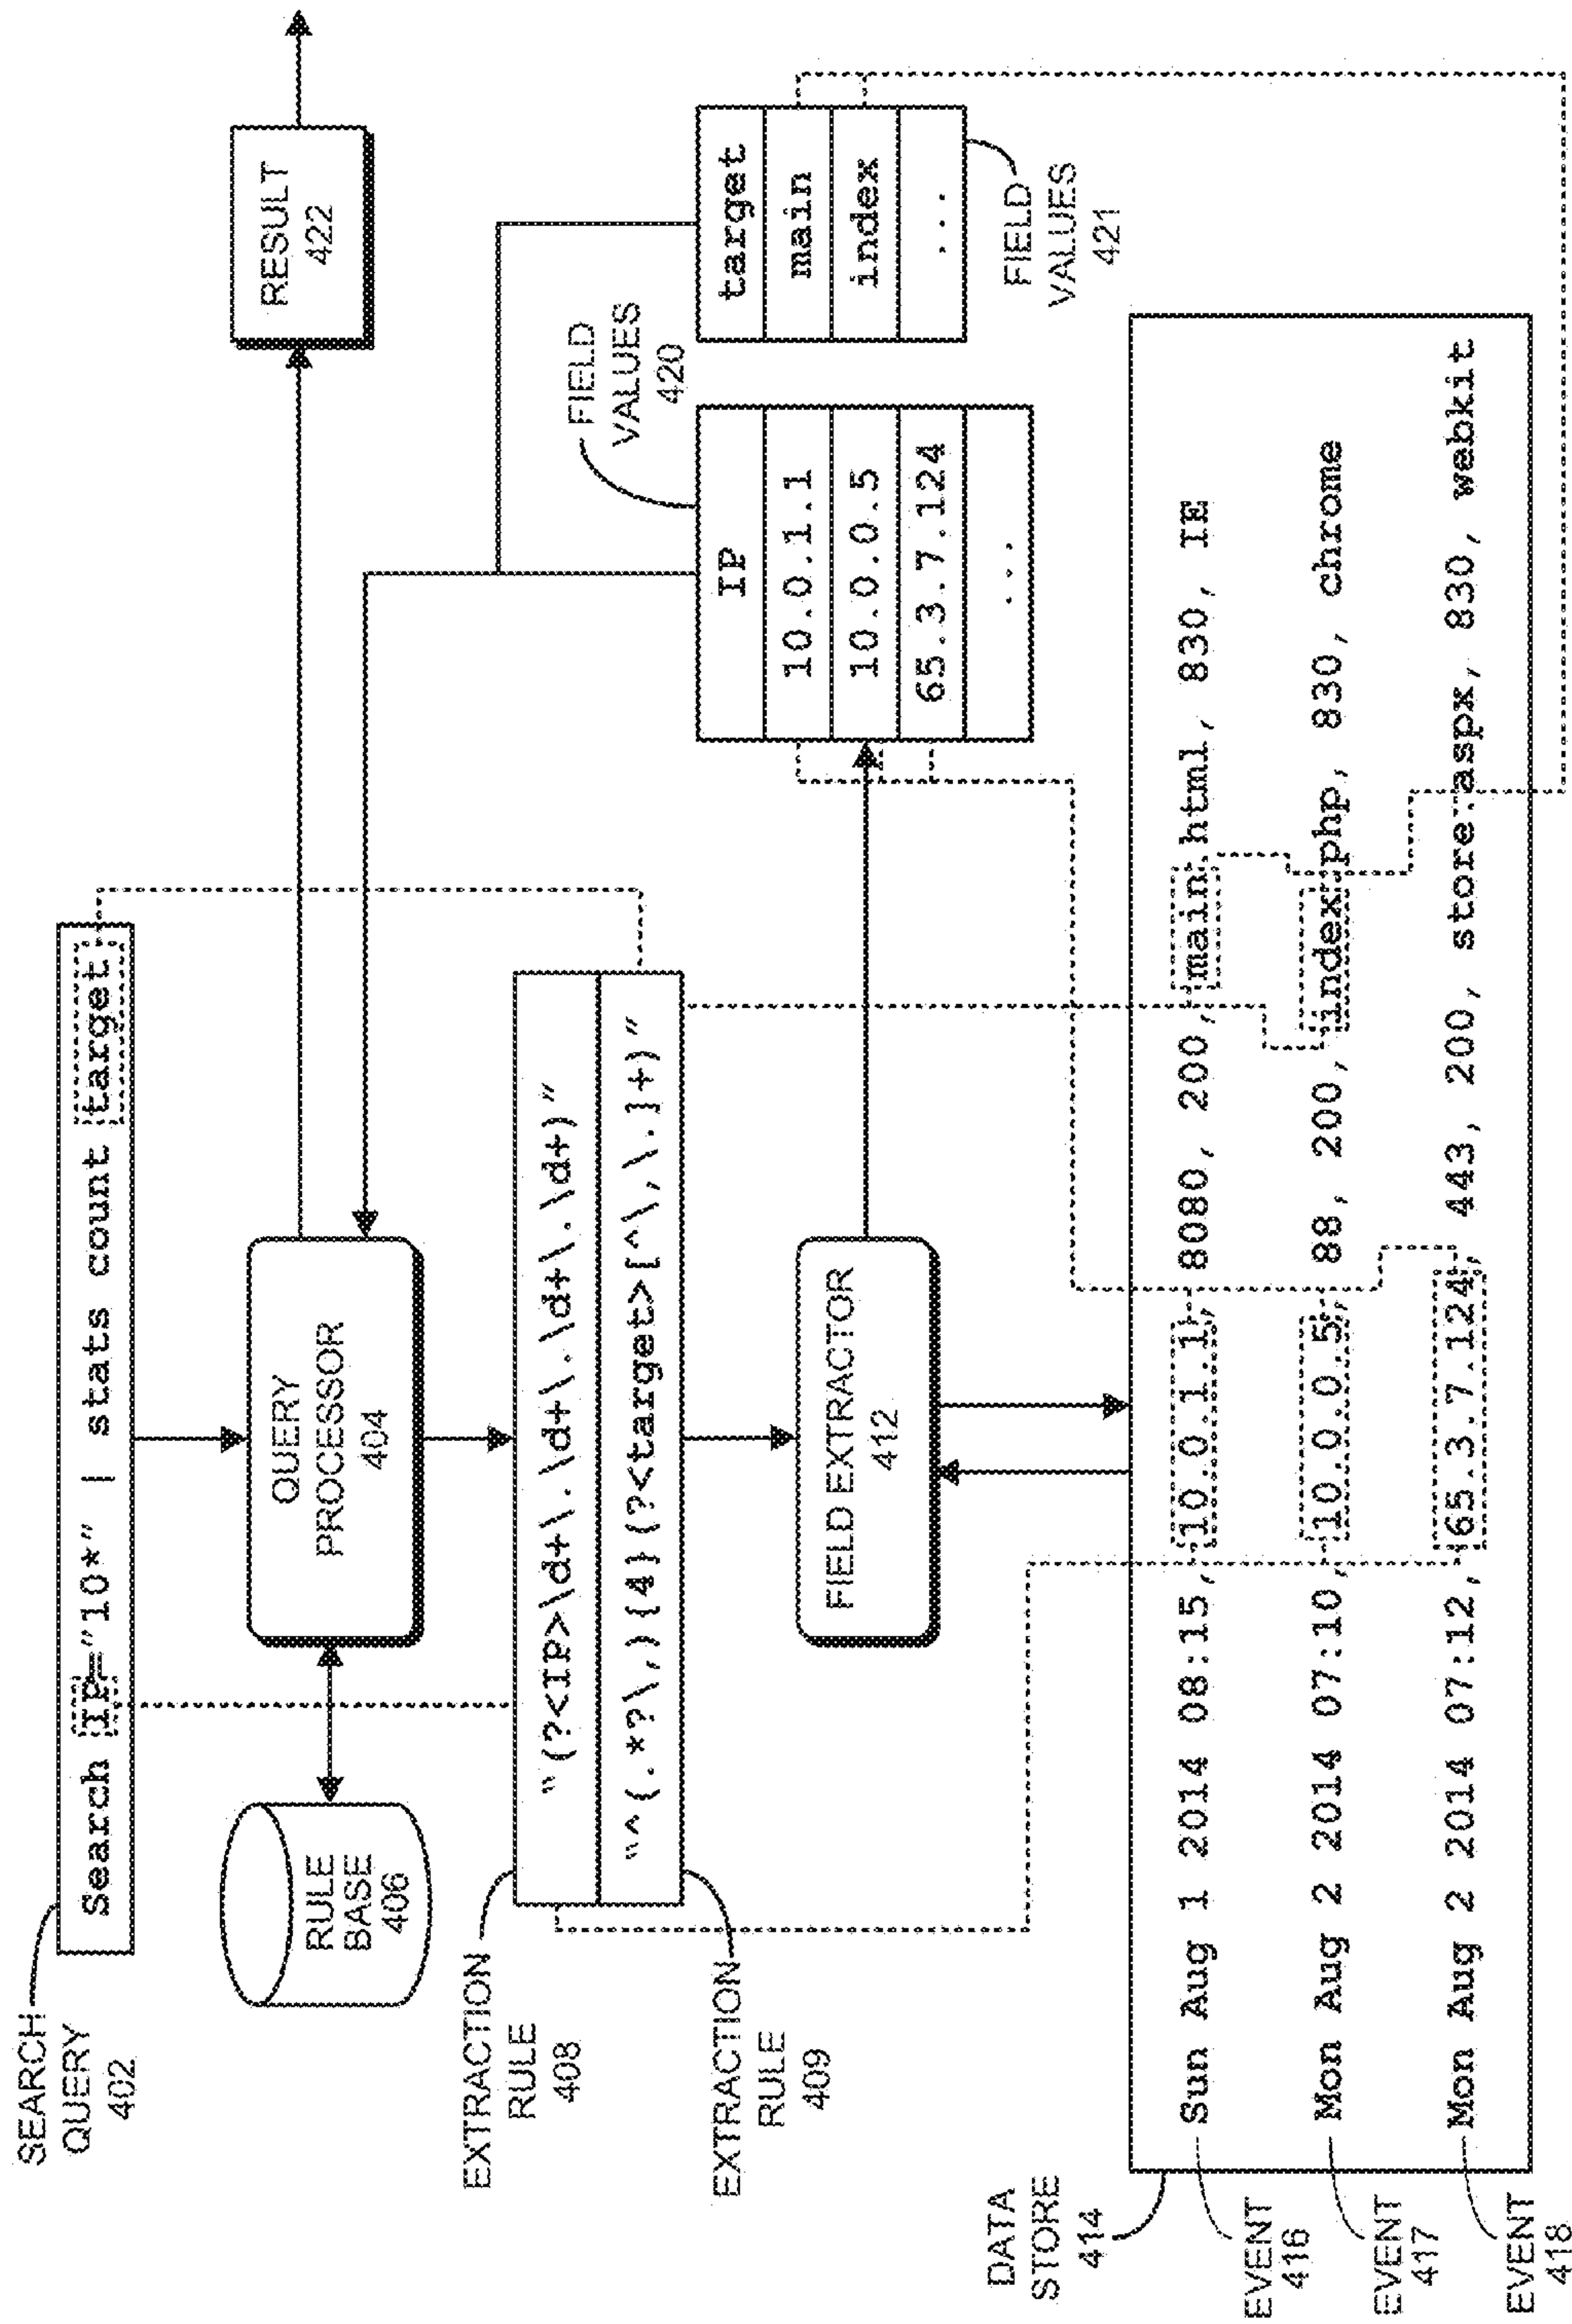 SEARCH
QUERY
402
Search IP="10*" | stats count target
RULE
BASE
406
QUERY
PROCESSOR
404
RESULT
422
EXTRACTION
RULE
408
"(?<IP>\d+\.\d+\.\d+\.\d+)"
EXTRACTION
RULE
409
"^(.*?\,){4}(?<target>[^\,\.]+)"
FIELD EXTRACTOR
412
FIELD
VALUES
420
IP
10.0.1.1
10.0.0.5
65.3.7.124
...
target
main
index
...
FIELD
VALUES
421
DATA
STORE
414
EVENT
416
Sun Aug 1 2014 08:15, 10.0.1.1, 8080, 200, main.html, 830, IE
EVENT
417
Mon Aug 2 2014 07:10, 10.0.0.5, 88, 200, index.php, 830, chrome
EVENT
418
Mon Aug 2 2014 07:12, 65.3.7.124, 443, 200, store.aspx, 830, webkit